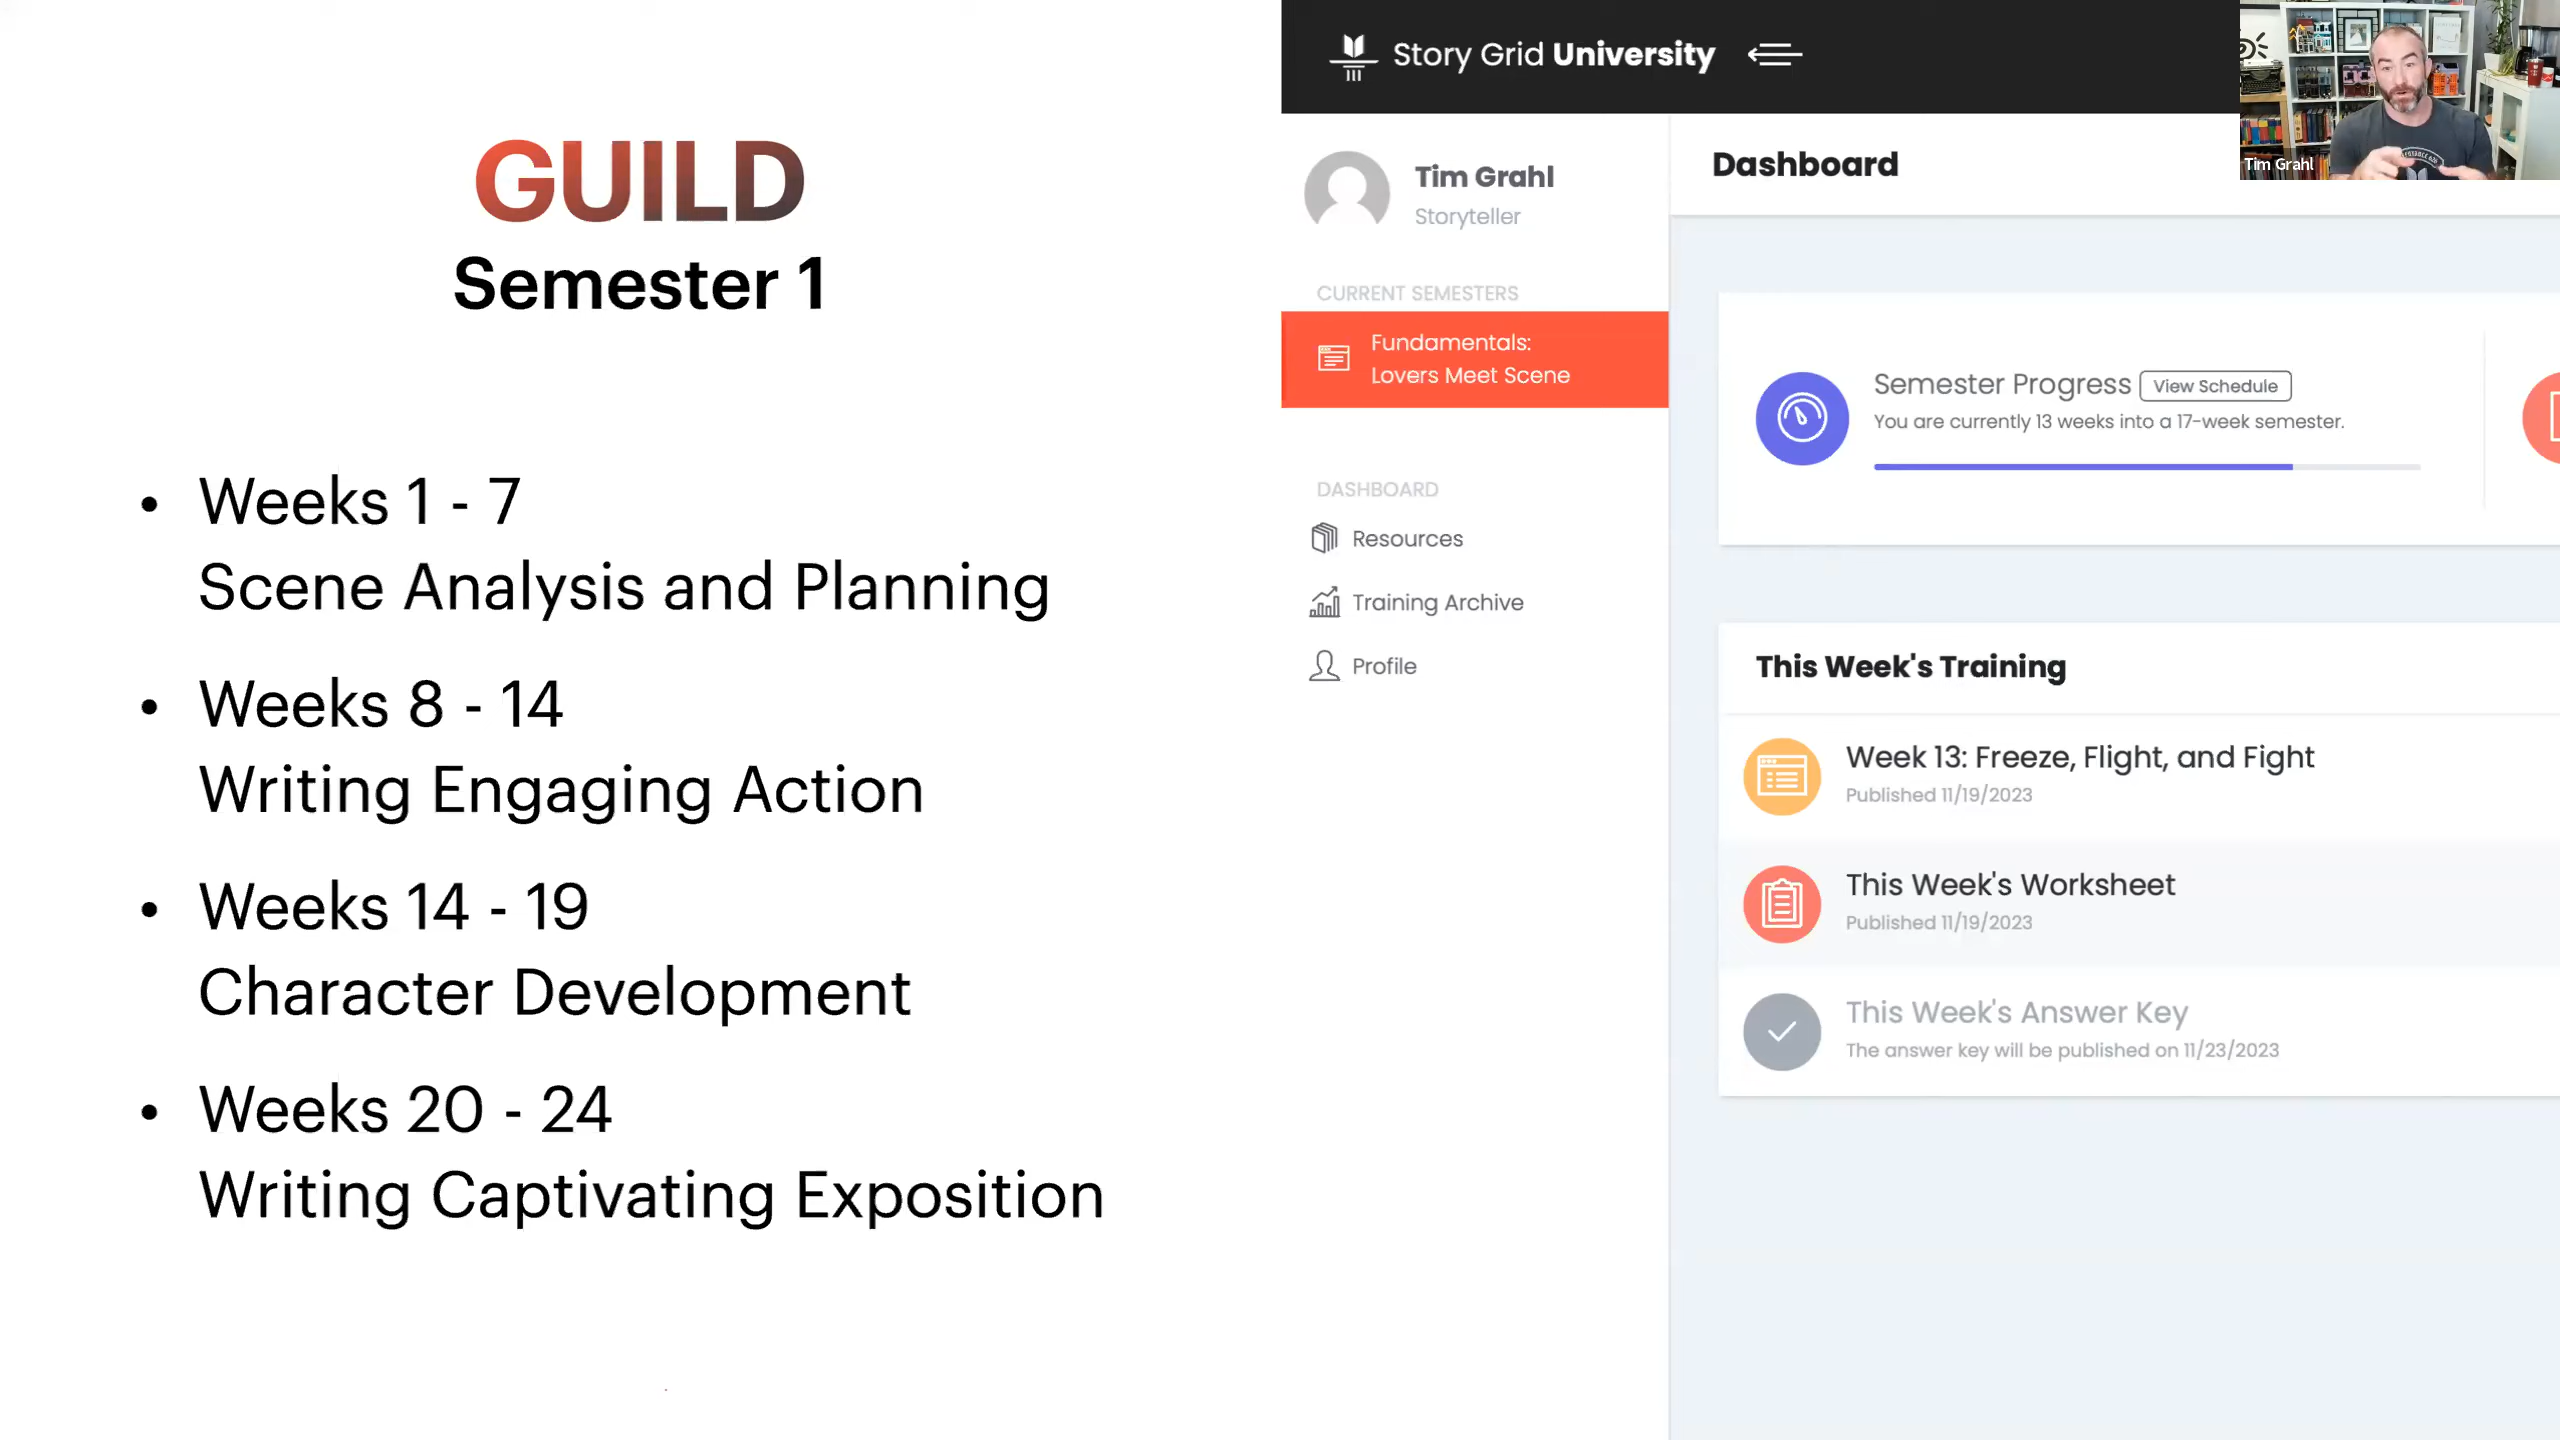 GUILD
Semester 1
• Weeks 1 - 7
Scene Analysis and Planning
• Weeks 8 - 14
Writing Engaging Action
• Weeks 14 - 19
Character Development
• Weeks 20 - 24
Writing Captivating Exposition
Story Grid University
Tim Grahl
Storyteller
CURRENT SEMESTERS
Fundamentals:
Lovers Meet Scene
DASHBOARD
Resources
Training Archive
Profile
Dashboard
Semester Progress View Schedule
You are currently 13 weeks into a 17-week semester.
This Week's Training
Week 13: Freeze, Flight, and Fight
Published 11/19/2023
This Week's Worksheet
Published 11/19/2023
This Week's Answer Key
The answer key will be published on 11/23/2023
Tim Grahl